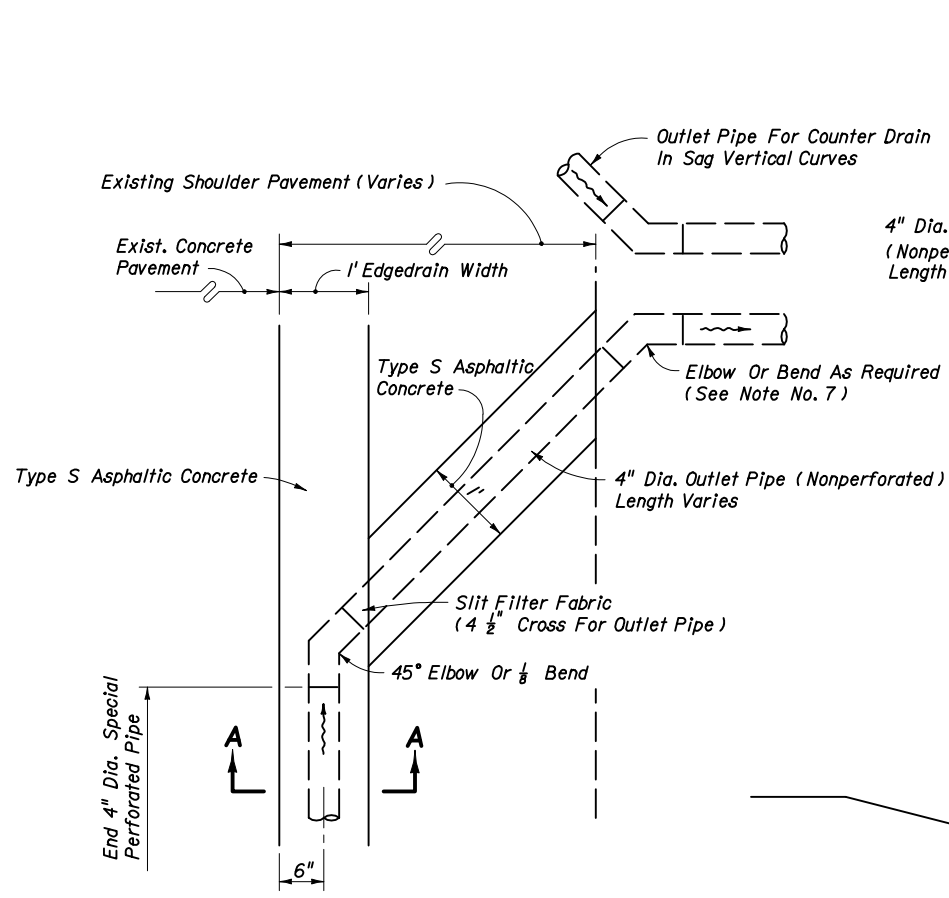 Outlet Pipe For Counter Drain
In Sag Vertical Curves
Existing Shoulder Pavement (Varies)
4" Dia.
(Nonpe
Length
Exist. Concrete
Pavement
1' Edgedrain Width
Type S Asphaltic
Concrete
Elbow Or Bend As Required
(See Note No. 7)
Type S Asphaltic Concrete
1'
4" Dia. Outlet Pipe (Nonperforated)
Length Varies
Slit Filter Fabric
(4 1/2" Cross For Outlet Pipe)
45° Elbow Or 1/8 Bend
End 4" Dia. Special
Perforated Pipe
A A
6"